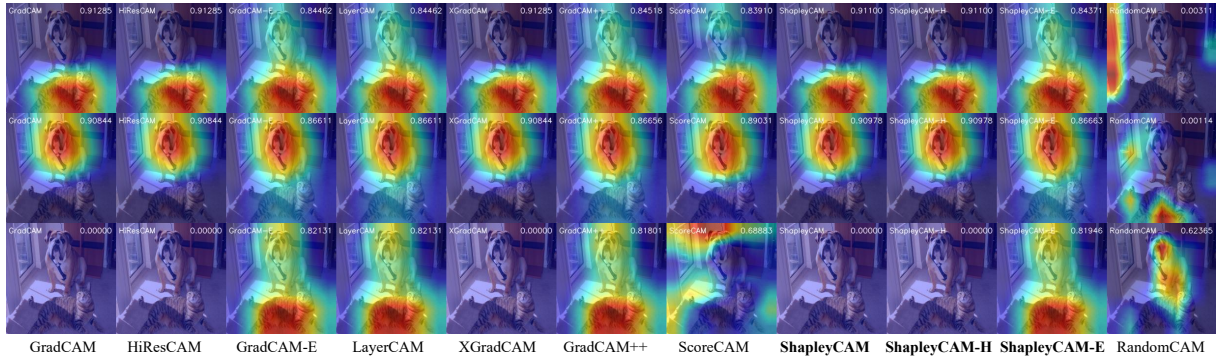 GradCAM 0.91285 HiResCAM 0.91285 GradCAM-E 0.84462 LayerCAM 0.84462 XGradCAM 0.91285 GradCAM++ 0.84518 ScoreCAM 0.83910 ShapleyCAM 0.91100 ShapleyCAM-H 0.91100 ShapleyCAM-E 0.84371 RandomCAM 0.00311
GradCAM 0.90844 HiResCAM 0.90844 GradCAM-E 0.86611 LayerCAM 0.86611 XGradCAM 0.90844 GradCAM++ 0.86656 ScoreCAM 0.89031 ShapleyCAM 0.90978 ShapleyCAM-H 0.90978 ShapleyCAM-E 0.86663 RandomCAM 0.00114
GradCAM 0.00000 HiResCAM 0.00000 GradCAM-E 0.82131 LayerCAM 0.82131 XGradCAM 0.00000 GradCAM++ 0.81801 ScoreCAM 0.68883 ShapleyCAM 0.00000 ShapleyCAM-H 0.00000 ShapleyCAM-E 0.81946 RandomCAM 0.62365
GradCAM HiResCAM GradCAM-E LayerCAM XGradCAM GradCAM++ ScoreCAM ShapleyCAM ShapleyCAM-H ShapleyCAM-E RandomCAM